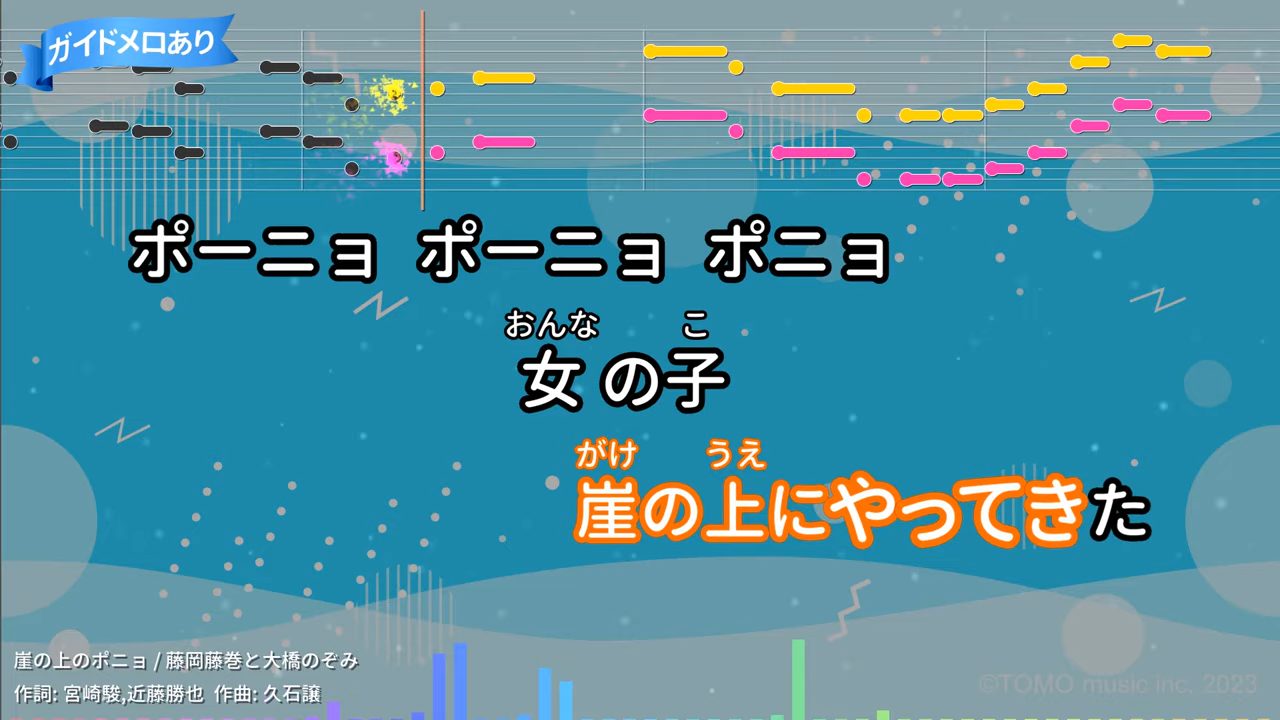 ガイドメロあり
ポーニョ ポーニョ ポニョ
おんな こ
女の子
がけ うえ
崖の上にやってきた
崖の上のポニョ / 藤岡藤巻と大橋のぞみ
作詞: 宮崎駿,近藤勝也 作曲: 久石譲
©TOMO music inc. 2023